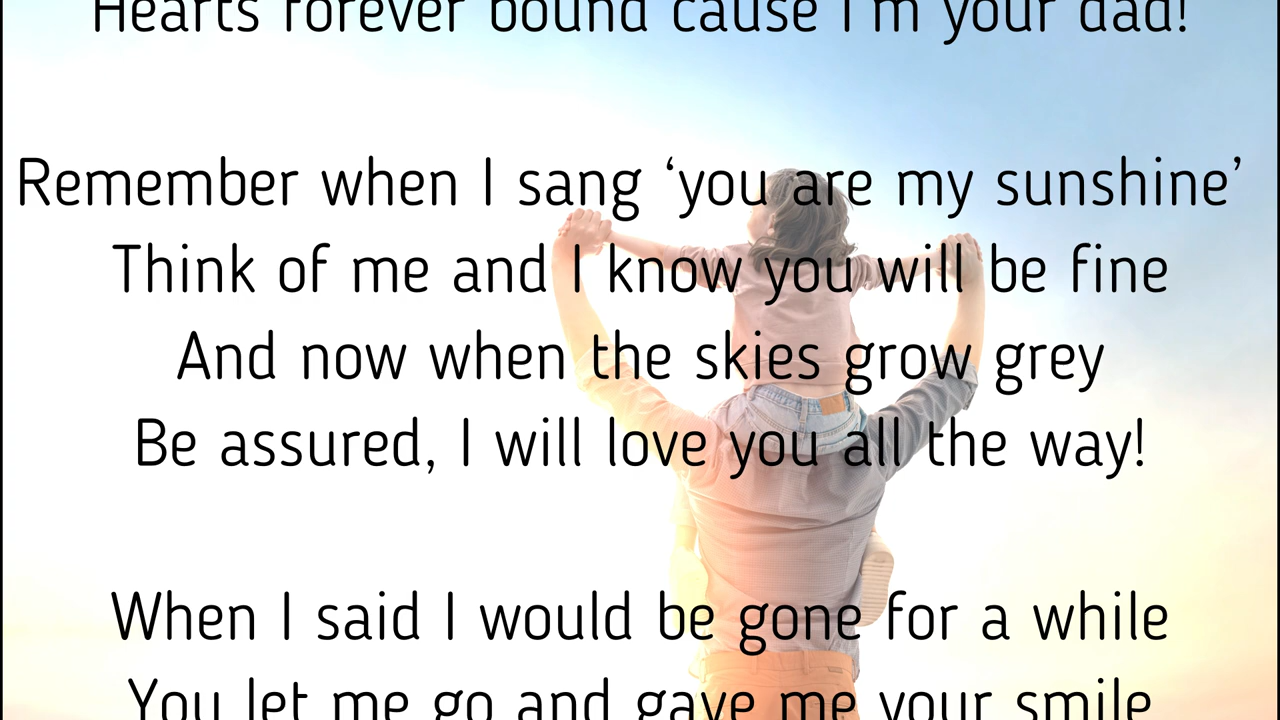 Hearts forever bound cause I'm your dad!
Remember when I sang ‘you are my sunshine’
Think of me and I know you will be fine
And now when the skies grow grey
Be assured, I will love you all the way!
When I said I would be gone for a while
You let me go and gave me your smile